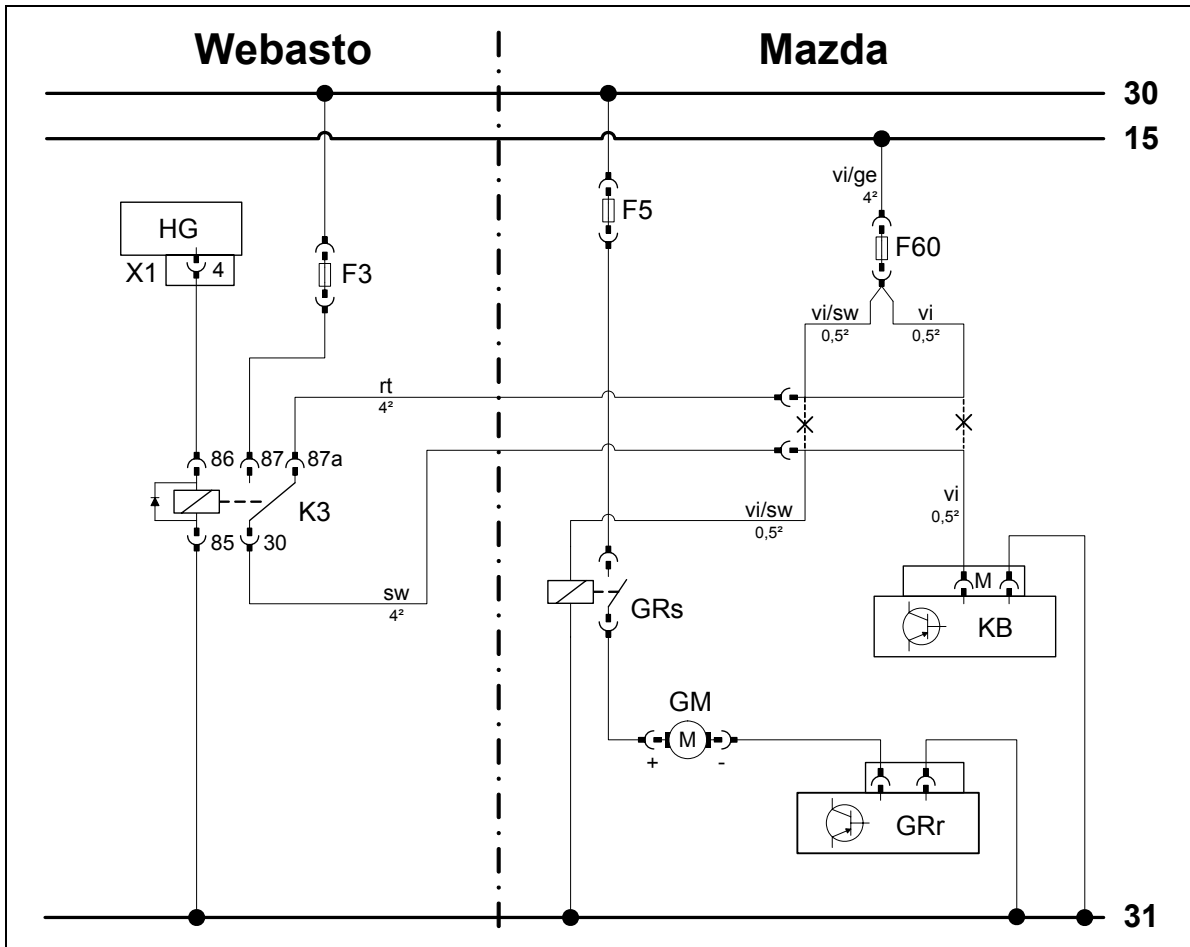 Webasto
Mazda
30
15
vi/ge
4²
HG
F5
F60
X1
4
F3
vi/sw
0,5²
vi
0,5²
rt
4²
86
87
87a
K3
vi/sw
0,5²
vi
0,5²
85
30
sw
4²
GRs
M
KB
GM
M
+
-
GRr
31